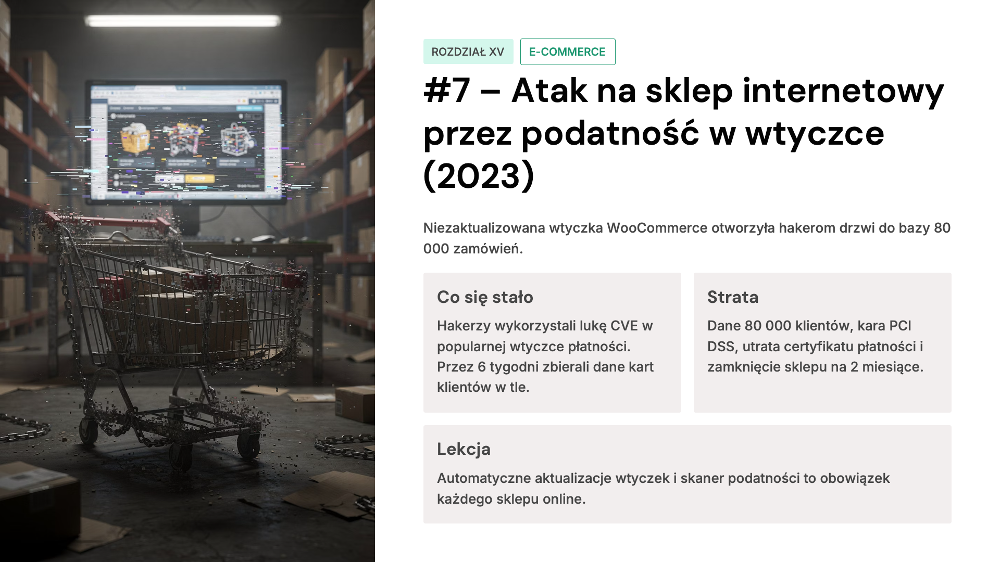 ROZDZIAŁ XV
E-COMMERCE
#7 – Atak na sklep internetowy
przez podatność w wtyczce
(2023)
Niezaktualizowana wtyczka WooCommerce otworzyła hakerom drzwi do bazy 80
000 zamówień.
Co się stało
Hakerzy wykorzystali lukę CVE w
popularnej wtyczce płatności.
Przez 6 tygodni zbierali dane kart
klientów w tle.
Strata
Dane 80 000 klientów, kara PCI
DSS, utrata certyfikatu płatności i
zamknięcie sklepu na 2 miesiące.
Lekcja
Automatyczne aktualizacje wtyczek i skaner podatności to obowiązek
każdego sklepu online.